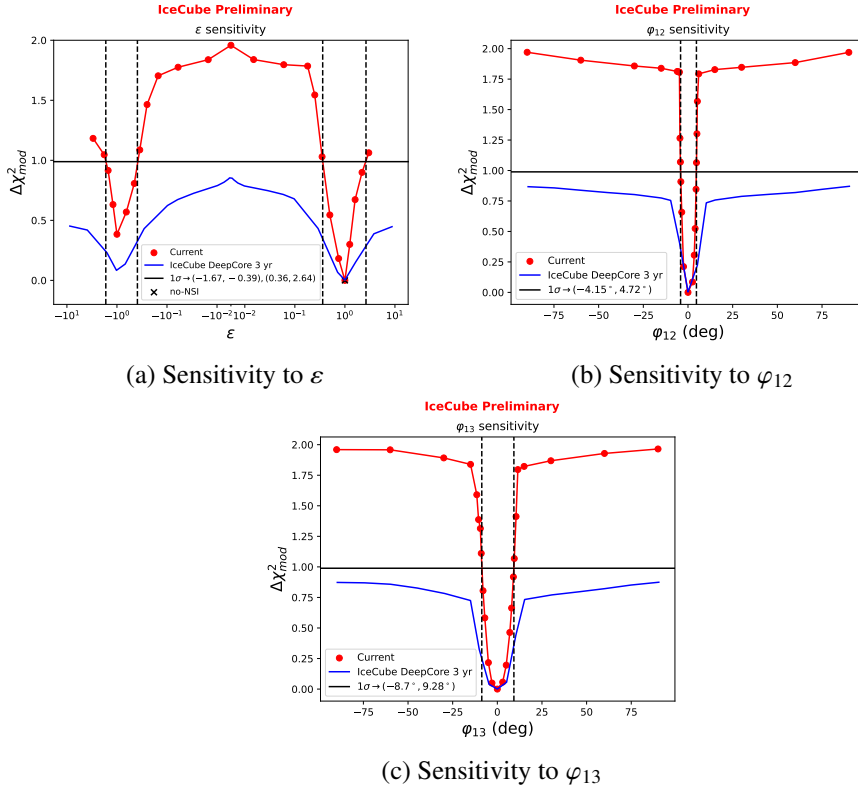 IceCube Preliminary
ε sensitivity
2.0
1.5
1.0
0.5
0.0
Δχ²mod
Current
IceCube DeepCore 3 yr
1σ→(−1.67, − 0.39), (0.36, 2.64)
no-NSI
−10¹ −10⁰ −10⁻¹ −10⁻² 10⁻² 10⁻¹ 10⁰ 10¹
ε
(a) Sensitivity to ε
IceCube Preliminary
φ₁₂ sensitivity
2.00
1.75
1.50
1.25
1.00
0.75
0.50
0.25
0.00
Δχ²mod
Current
IceCube DeepCore 3 yr
1σ→(−4.15°, 4.72°)
−75 −50 −25 0 25 50 75
φ₁₂ (deg)
(b) Sensitivity to φ₁₂
IceCube Preliminary
φ₁₃ sensitivity
2.00
1.75
1.50
1.25
1.00
0.75
0.50
0.25
0.00
Δχ²mod
Current
IceCube DeepCore 3 yr
1σ→(−8.7°, 9.28°)
−75 −50 −25 0 25 50 75
φ₁₃ (deg)
(c) Sensitivity to φ₁₃